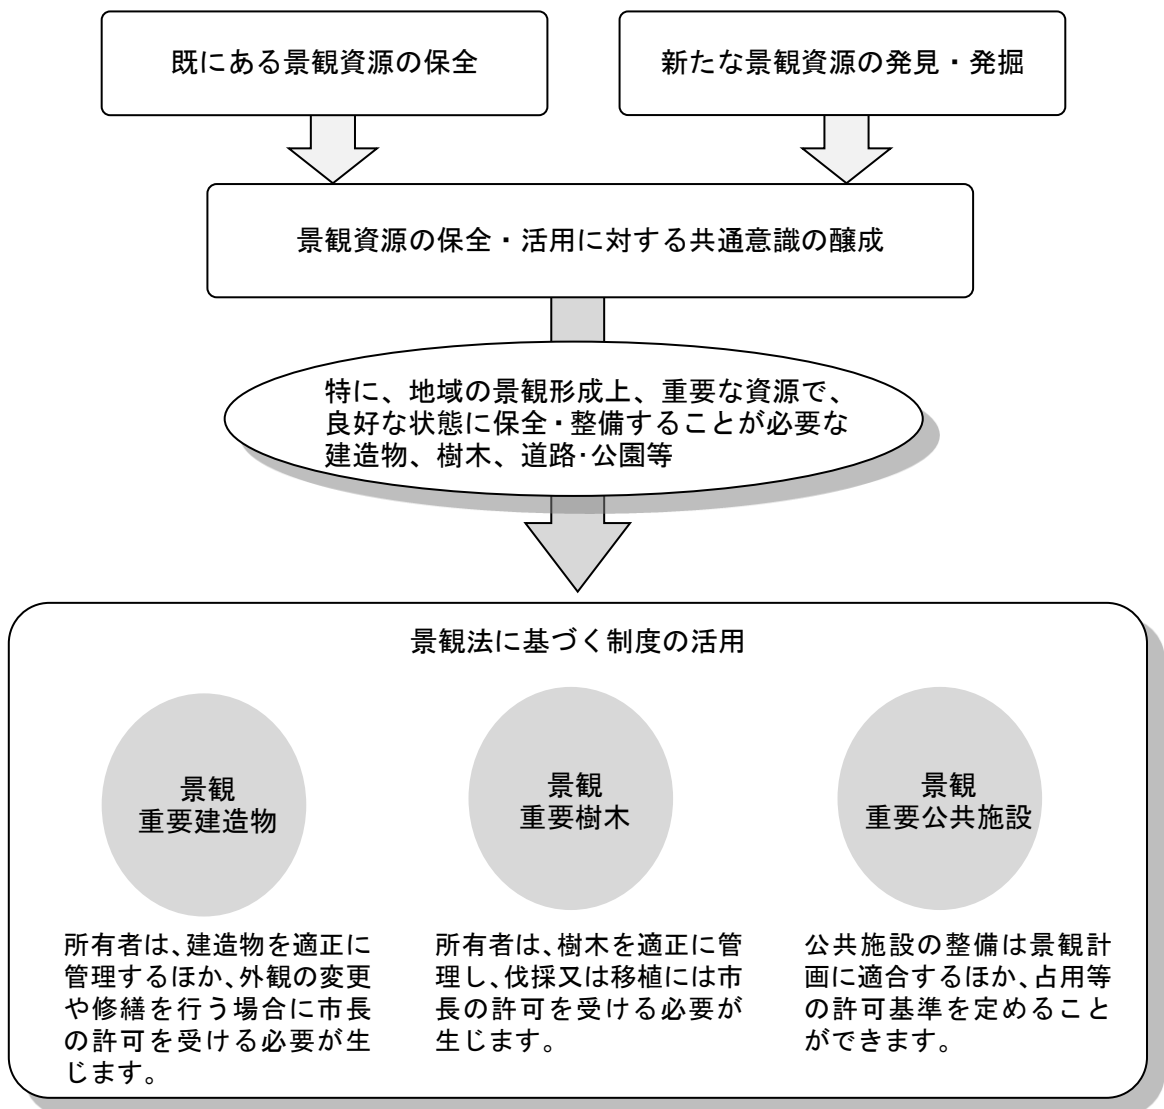 既にある景観資源の保全
新たな景観資源の発見・発掘
景観資源の保全・活用に対する共通意識の醸成
特に、地域の景観形成上、重要な資源で、
良好な状態に保全・整備することが必要な
建造物、樹木、道路・公園等
景観法に基づく制度の活用
景観
重要建造物
所有者は、建造物を適正に
管理するほか、外観の変更
や修繕を行う場合に市長
の許可を受ける必要が生
じます。
景観
重要樹木
所有者は、樹木を適正に管
理し、伐採又は移植には市
長の許可を受ける必要が
生じます。
景観
重要公共施設
公共施設の整備は景観計
画に適合するほか、占用等
の許可基準を定めること
ができます。